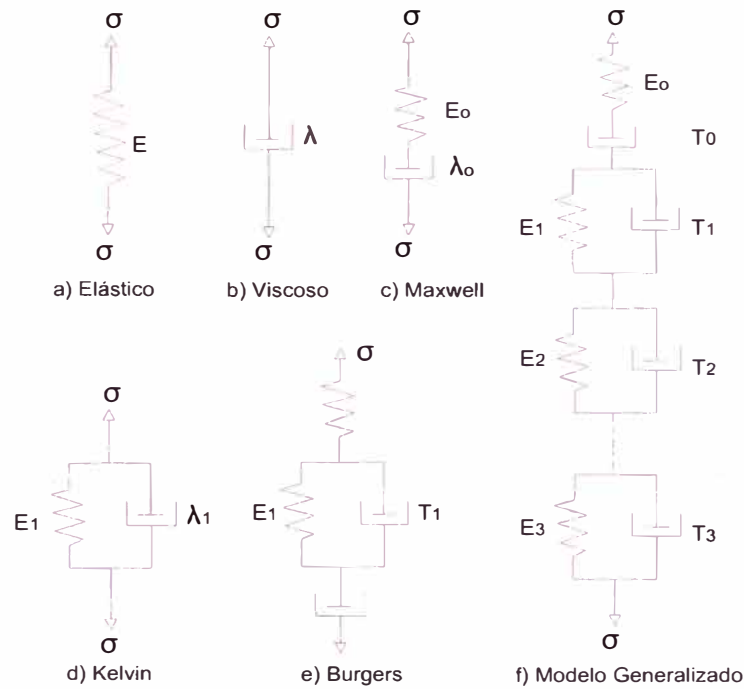 σ
E
σ
a) Elástico
σ
λ
σ
b) Viscoso
σ
Eo
λo
σ
c) Maxwell
σ
Eo
T0
E1
T1
E2
T2
E3
T3
σ
f) Modelo Generalizado
σ
E1
λ1
σ
d) Kelvin
σ
E1
T1
e) Burgers